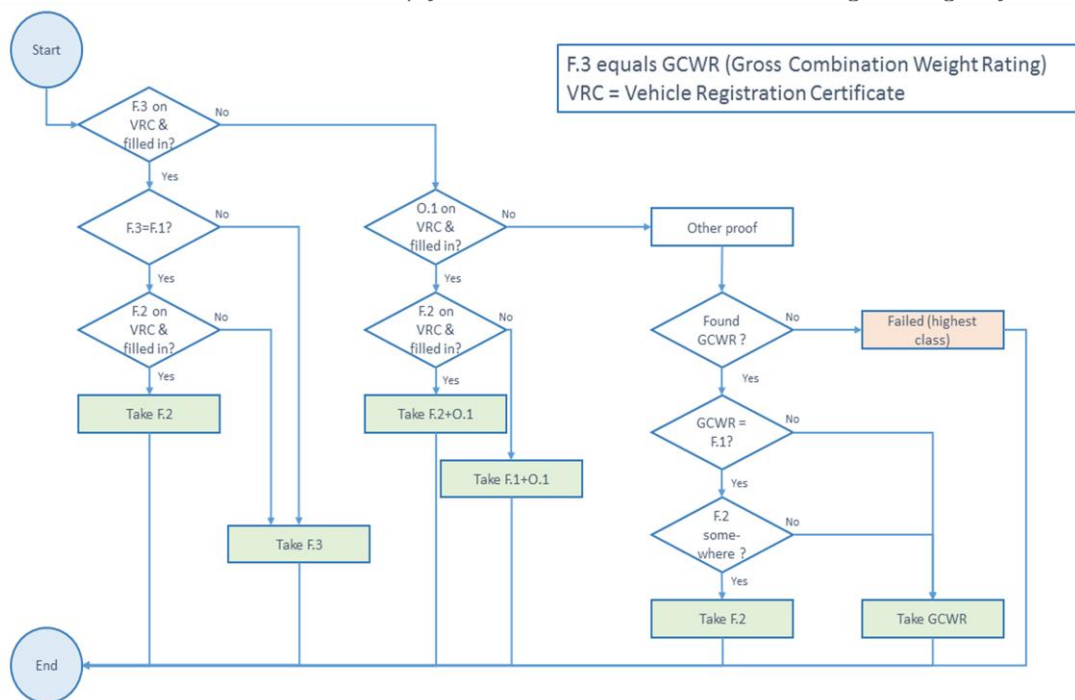 Start
F.3 equals GCWR (Gross Combination Weight Rating)
VRC = Vehicle Registration Certificate
F.3 on
VRC &
filled in?
No
Yes
F.3=F.1?
No
Yes
F.2 on
VRC &
filled in?
No
Yes
Take F.2
Take F.3
O.1 on
VRC &
filled in?
No
Yes
F.2 on
VRC &
filled in?
No
Yes
Take F.2+O.1
Take F.1+O.1
Other proof
Found
GCWR ?
No
Failed (highest
class)
Yes
GCWR =
F.1?
No
Yes
F.2
some-
where ?
No
Yes
Take F.2
Take GCWR
End